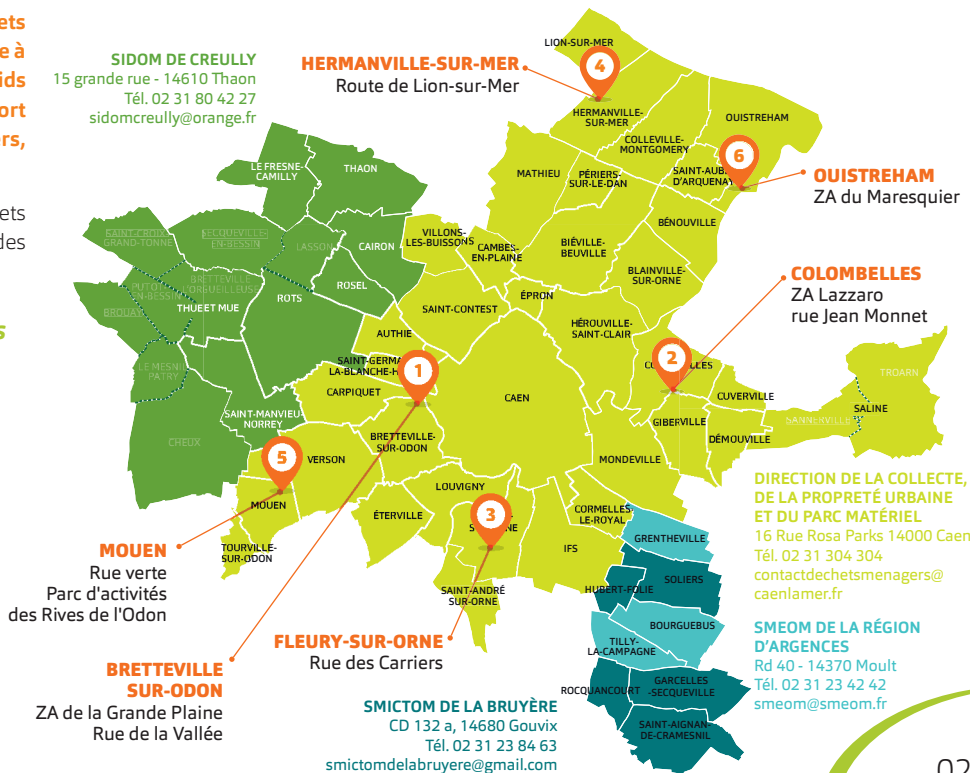 ets
e à
ids
ort
ers,
ets
des
s
SIDOM DE CREULLY
15 grande rue - 14610 Thaon
Tél. 02 31 80 42 27
sidomcreully@orange.fr
HERMANVILLE-SUR-MER
Route de Lion-sur-Mer
OUISTREHAM
ZA du Maresquier
COLOMBELLES
ZA Lazzaro
rue Jean Monnet
LION-SUR-MER
4
HERMANVILLE-
SUR-MER
OUISTREHAM
COLLEVILLE-
MONTGOMERY
6
SAINT-AUB
D'ARQUENAY
MATHIEU
PÉRIERS-
SUR-LE-DAN
BÉNOUVILLE
LE FRESNE-
CAMILLY
THAON
VILLONS-
LES-BUISSONS
CAMBES-
EN-PLAINE
BIÉVILLE-
BEUVILLE
BLAINVILLE-
SUR-ORNE
SAINT-CROIX
GRAND-TONNE
SECQUEVILLE-
EN-BESSIN
LASSON
CAIRON
PUTOT
EN-BESSIN
BRETTEVILLE
L'ORGUEILLEUSE
ROSEL
ROTS
BROUAY
THUE ET MUE
SAINT-CONTEST
ÉPRON
HÉROUVILLE-
SAINT-CLAIR
AUTHIE
LE MESNIL
PATRY
SAINT-GERMA
LA-BLANCHE-H
1
CARPIQUET
CAEN
2
CO
LLES
CUVERVILLE
TROARN
SALINE
SANNERVILLE
SAINT-MANVIEU-
NORREY
CHEUX
BRETTEVILLE-
SUR-ODON
GIBERVILLE
DÉMOUVILLE
5
VERSON
MONDEVILLE
MOUEN
LOUVIGNY
ÉTERVILLE
3
CORMELLES-
LE-ROYAL
IFS
TOURVILLE-
SUR-ODON
SAINT-ANDRÉ
SUR-ORNE
GRENTHEVILLE
SOLIERS
HUBERT-FOLIE
BOURGUEBUS
TILLY-
LA-CAMPAGNE
ROCQUANCOURT
GARCELLES
-SECQUEVILLE
SAINT-AIGNAN-
DE-CRAMESNIL
MOUEN
Rue verte
Parc d'activités
des Rives de l'Odon
BRETTEVILLE
SUR-ODON
ZA de la Grande Plaine
Rue de la Vallée
FLEURY-SUR-ORNE
Rue des Carriers
SMICTOM DE LA BRUYÈRE
CD 132 a, 14680 Gouvix
Tél. 02 31 23 84 63
smictomdelabruyere@gmail.com
DIRECTION DE LA COLLECTE,
DE LA PROPRETÉ URBAINE
ET DU PARC MATÉRIEL
16 Rue Rosa Parks 14000 Caen
Tél. 02 31 304 304
contactdechetsmenagers@
caenlamer.fr
SMEOM DE LA RÉGION
D'ARGENCES
Rd 40 - 14370 Moult
Tél. 02 31 23 42 42
smeom@smeom.fr
02